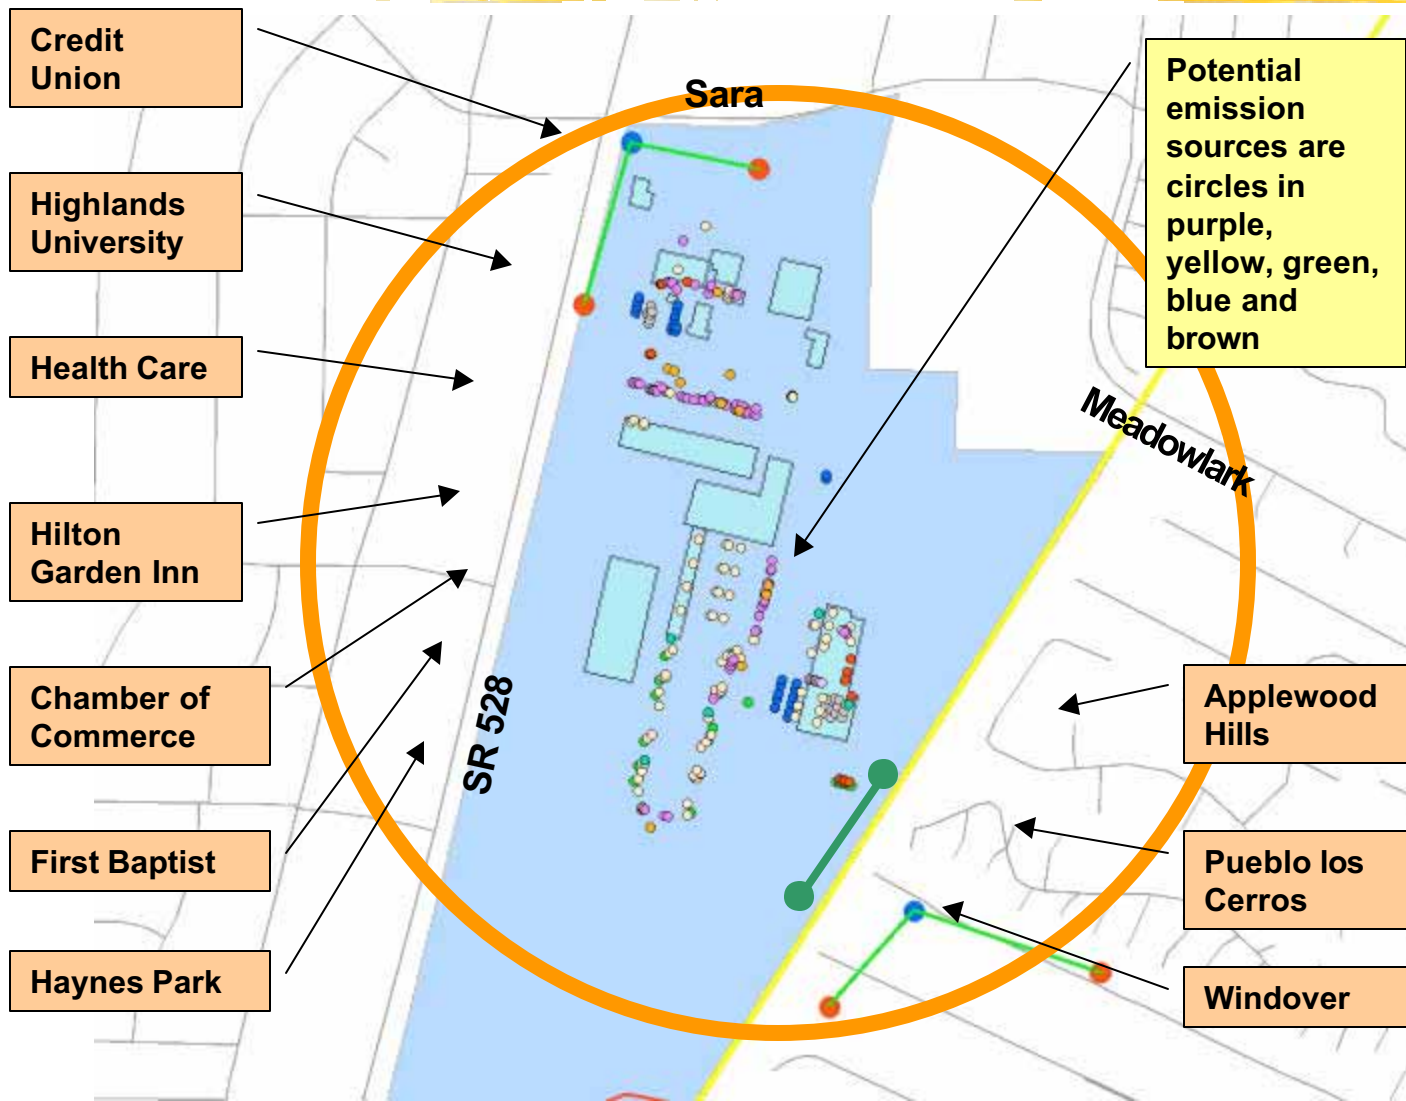 Credit
Union
Sara
Potential
emission
sources are
circles in
purple,
yellow, green,
blue and
brown
Highlands
University
Health Care
Meadowlark
Hilton
Garden Inn
Chamber of
Commerce
SR 528
Applewood
Hills
First Baptist
Pueblo los
Cerros
Haynes Park
Windover